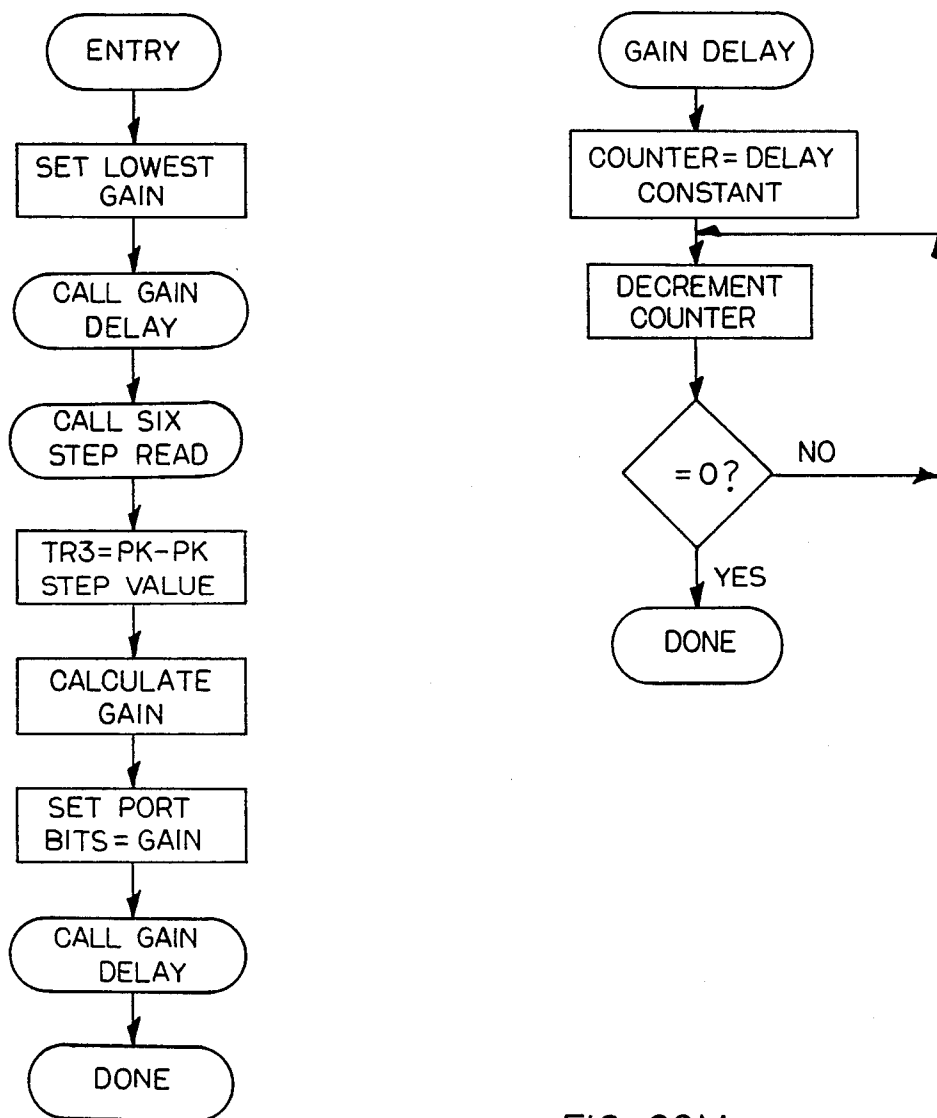 ENTRY
SET LOWEST
GAIN
CALL GAIN
DELAY
CALL SIX
STEP READ
TR3=PK-PK
STEP VALUE
CALCULATE
GAIN
SET PORT
BITS = GAIN
CALL GAIN
DELAY
DONE
GAIN DELAY
COUNTER = DELAY
CONSTANT
DECREMENT
COUNTER
= 0?
NO
YES
DONE